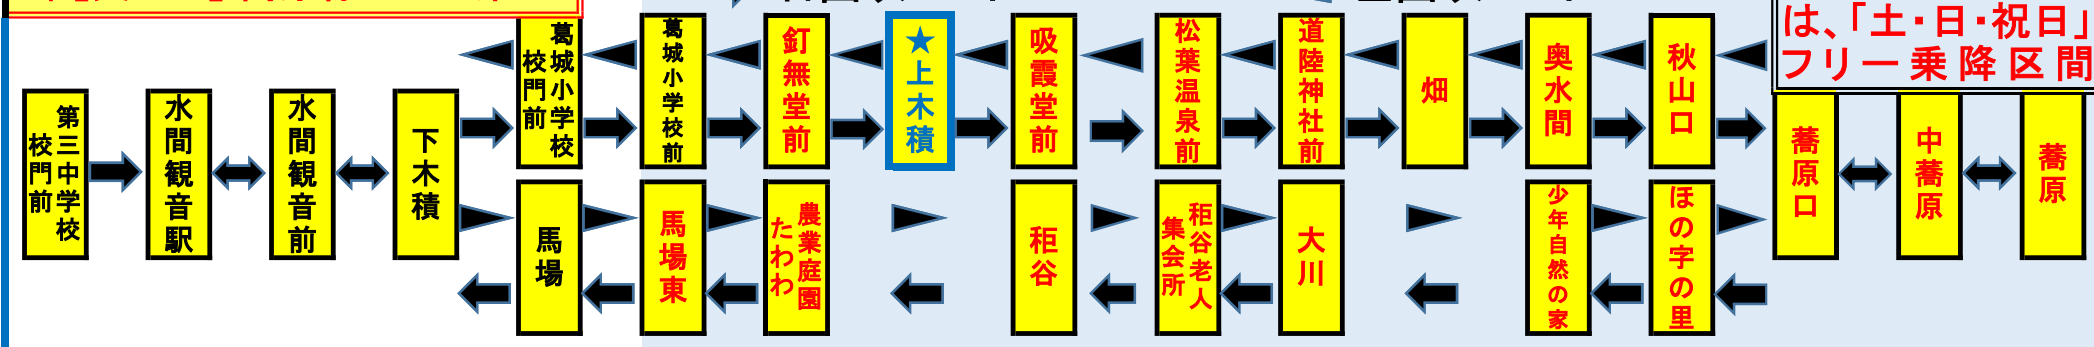 は、「土・日・祝日」
フリー乗降区間
第三中学校
校門前
水間観音駅
水間観音前
下木積
葛城小学校
校門前
葛城小学校前
釘無堂前
★上木積
吸霞堂前
松葉温泉前
道陸神社前
畑
奥水間
秋山口
馬場
馬場東
農業庭園
たわわ
秬谷
秬谷老人
集会所
大川
少年自然の家
ほの字の里
蕎原口
中蕎原
蕎原